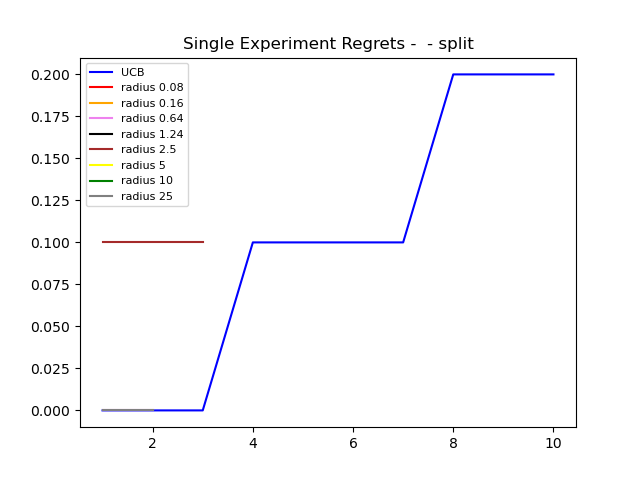 Single Experiment Regrets -  - split
0.200
0.175
0.150
0.125
0.100
0.075
0.050
0.025
0.000
UCB
radius 0.08
radius 0.16
radius 0.64
radius 1.24
radius 2.5
radius 5
radius 10
radius 25
2 4 6 8 10